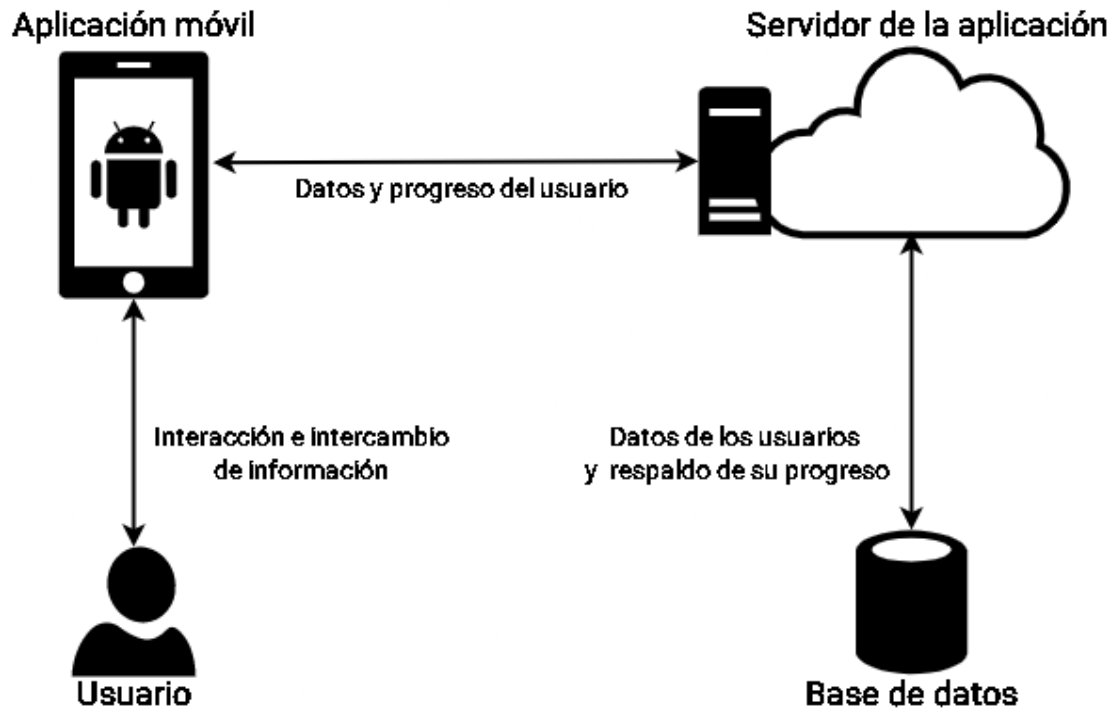 Aplicación móvil
Servidor de la aplicación
Datos y progreso del usuario
Interacción e intercambio
de información
Datos de los usuarios
y respaldo de su progreso
Usuario
Base de datos